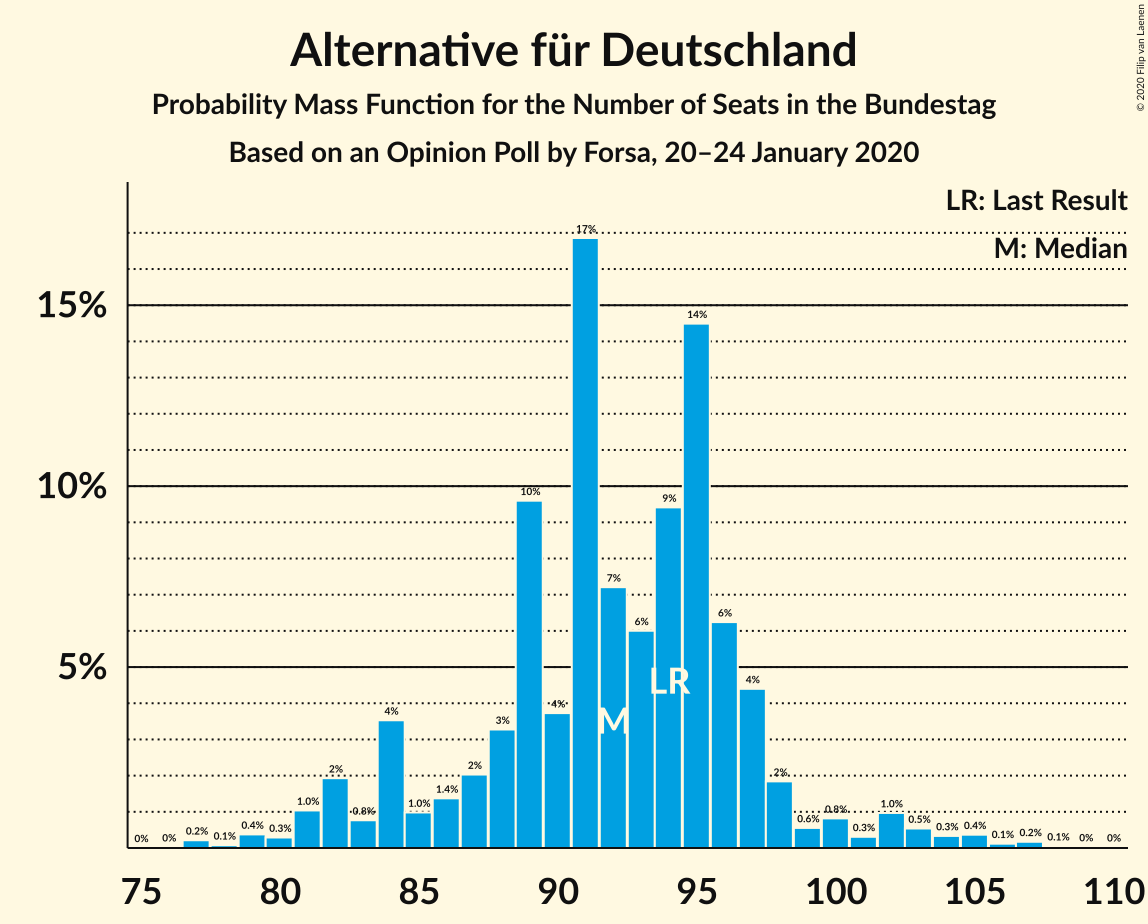 Alternative für Deutschland
Probability Mass Function for the Number of Seats in the Bundestag
Based on an Opinion Poll by Forsa, 20–24 January 2020
© 2020 Filip van Laenen
LR: Last Result
M: Median
15%
10%
5%
0% 0% 0.2% 0.1% 0.4% 0.3% 1.0% 2% 0.8% 4% 1.0% 1.4% 2% 3% 10% 4% 17% 7% 6% 9% 14% 6% 4% 2% 0.6% 0.8% 0.3% 1.0% 0.5% 0.3% 0.4% 0.1% 0.2% 0.1% 0% 0%
LR
M
75 80 85 90 95 100 105 110